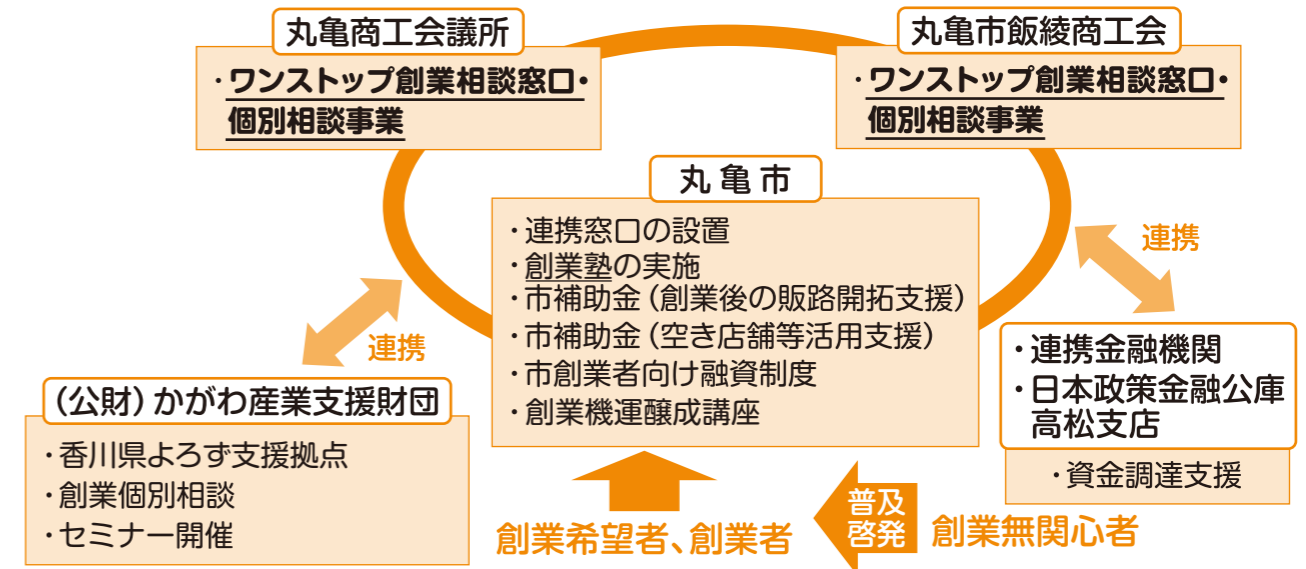 丸亀商工会議所
・ワンストップ創業相談窓口・
個別相談事業
丸亀市飯綾商工会
・ワンストップ創業相談窓口・
個別相談事業
丸亀市
・連携窓口の設置
・創業塾の実施
・市補助金（創業後の販路開拓支援）
・市補助金（空き店舗等活用支援）
・市創業者向け融資制度
・創業機運醸成講座
連携
連携
（公財）かがわ産業支援財団
・香川県よろず支援拠点
・創業個別相談
・セミナー開催
・連携金融機関
・日本政策金融公庫
高松支店
・資金調達支援
創業希望者、創業者
普及
啓発
創業無関心者